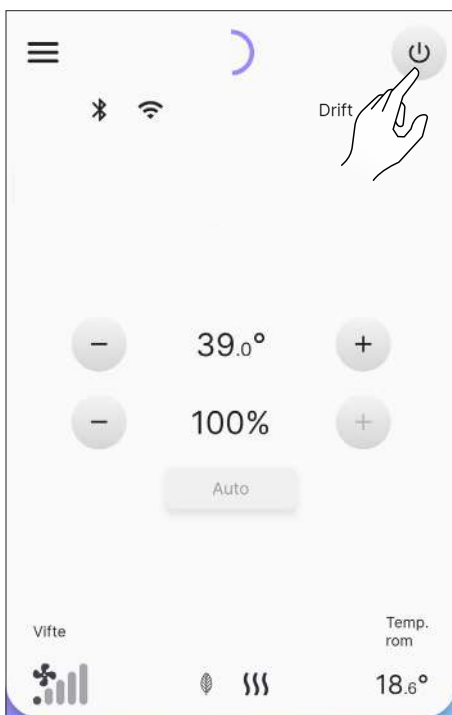 Drift
−
39.0°
+
−
100%
+
Auto
Vifte
Temp.
rom
18.6°